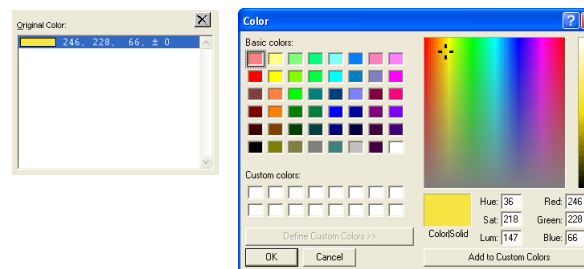 Original Color:
246, 228, 66, ± 0
Color
?
Basic colors:
Custom colors:
Define Custom Colors >>
OK
Cancel
Color|Solid
Hue: 36
Sat: 218
Lum: 147
Red: 246
Green: 228
Blue: 66
Add to Custom Colors